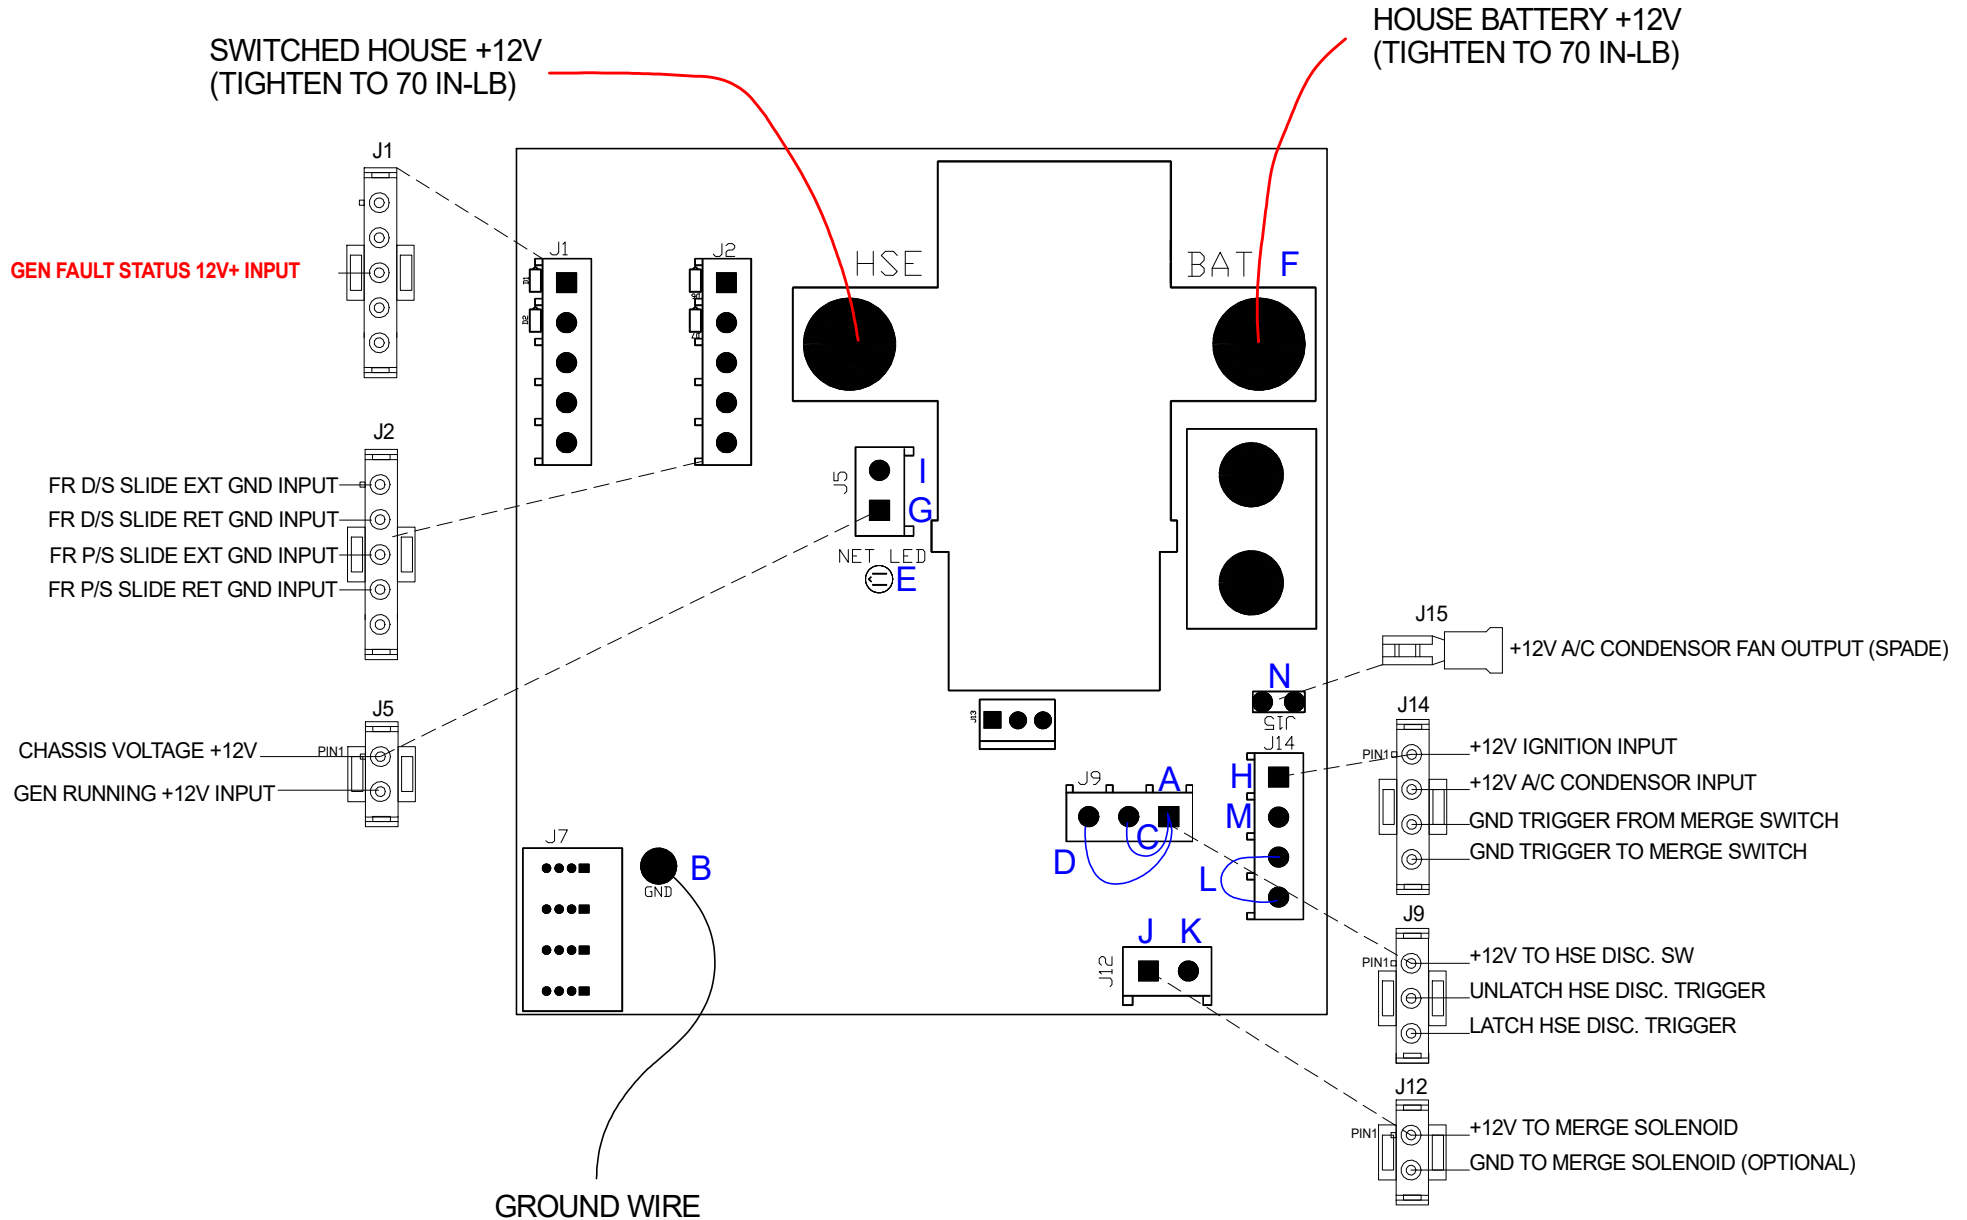 HOUSE BATTERY +12V
(TIGHTEN TO 70 IN-LB)
SWITCHED HOUSE +12V
(TIGHTEN TO 70 IN-LB)
J1
GEN FAULT STATUS 12V+ INPUT
J1
J2
HSE
BAT
F
D1
D2
J2
FR D/S SLIDE EXT GND INPUT
FR D/S SLIDE RET GND INPUT
FR P/S SLIDE EXT GND INPUT
FR P/S SLIDE RET GND INPUT
J5
I
G
NET LED
E
J5
CHASSIS VOLTAGE +12V
PIN1
GEN RUNNING +12V INPUT
J15
+12V A/C CONDENSOR FAN OUTPUT (SPADE)
N
J15
J13
J14
H
M
L
J14
PIN1
+12V IGNITION INPUT
+12V A/C CONDENSOR INPUT
GND TRIGGER FROM MERGE SWITCH
GND TRIGGER TO MERGE SWITCH
J9
A
C
D
J7
B
GND
J9
PIN1
+12V TO HSE DISC. SW
UNLATCH HSE DISC. TRIGGER
LATCH HSE DISC. TRIGGER
J
K
J12
J12
PIN1
+12V TO MERGE SOLENOID
GND TO MERGE SOLENOID (OPTIONAL)
GROUND WIRE